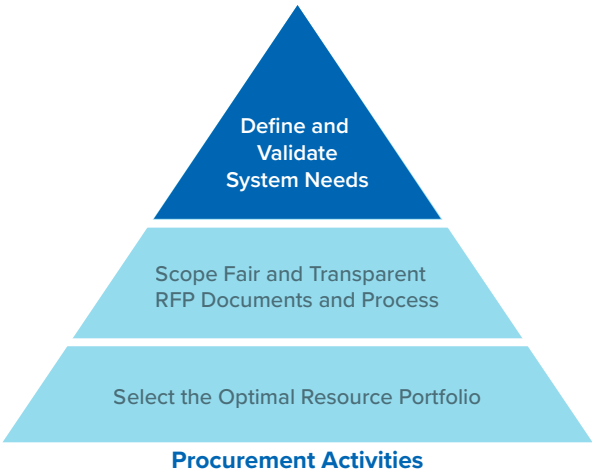 Define and
Validate
System Needs
Scope Fair and Transparent
RFP Documents and Process
Select the Optimal Resource Portfolio
Procurement Activities